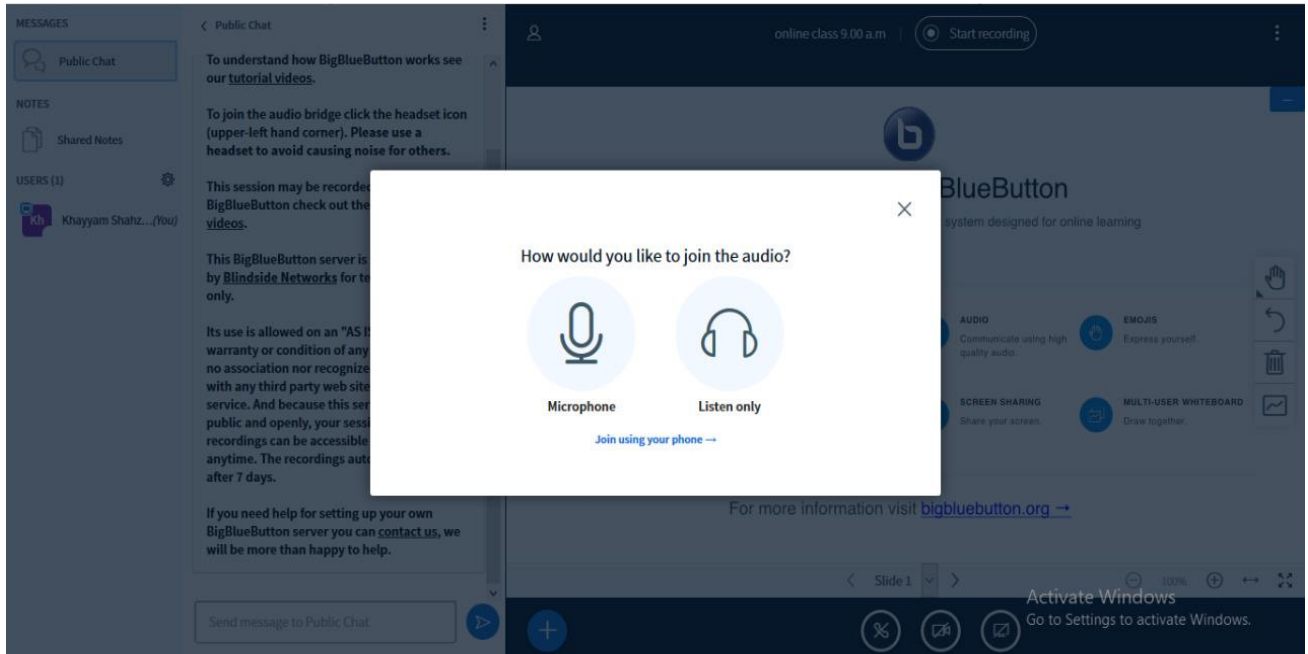 MESSAGES
Public Chat
NOTES
Shared Notes
USERS (1)
Kh
Khayyam Shahz...(You)
Public Chat
To understand how BigBlueButton works see
our tutorial videos.
To join the audio bridge click the headset icon
(upper-left hand corner). Please use a
headset to avoid causing noise for others.
This session may be recorded
BigBlueButton check out the
videos.
This BigBlueButton server is
by Blindside Networks for te
only.
Its use is allowed on an "AS IS
warranty or condition of any
no association nor recognize
with any third party web site
service. And because this ser
public and openly, your sessi
recordings can be accessible
anytime. The recordings auto
after 7 days.
If you need help for setting up your own
BigBlueButton server you can contact us, we
will be more than happy to help.
Send message to Public Chat
online class 9.00 a.m
Start recording
b
BlueButton
system designed for online learning
How would you like to join the audio?
Microphone
Listen only
Join using your phone →
AUDIO
Communicate using high
quality audio.
EMOJIS
Express yourself.
SCREEN SHARING
Share your screen.
MULTI-USER WHITEBOARD
Draw together.
For more information visit bigbluebutton.org →
Slide 1
100%
Activate Windows
Go to Settings to activate Windows.